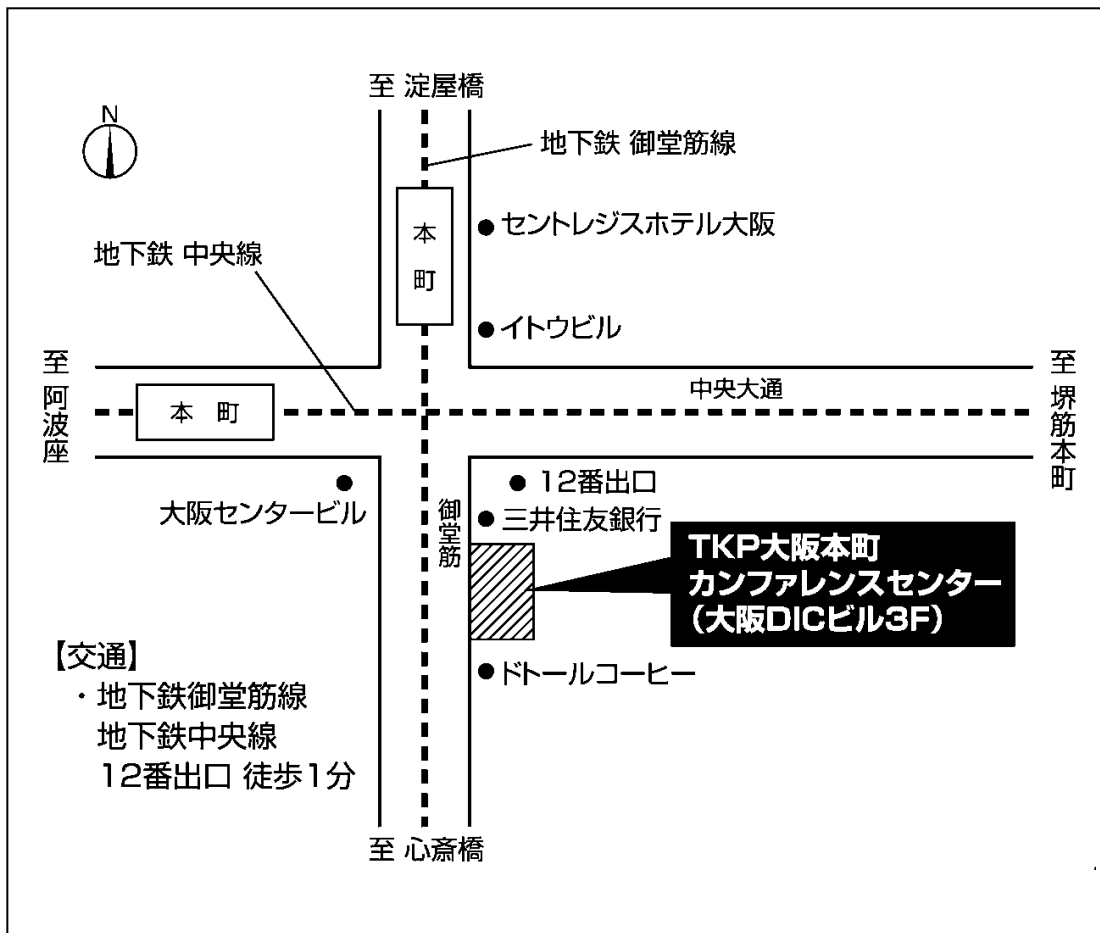 至 淀屋橋
N
地下鉄 御堂筋線
本町
セントレジスホテル大阪
地下鉄 中央線
イトウビル
至 阿波座
中央大通
至 堺筋本町
本 町
12番出口
大阪センタービル
御堂筋
三井住友銀行
TKP大阪本町
カンファレンスセンター
(大阪DICビル3F)
ドトールコーヒー
【交通】
・地下鉄御堂筋線
地下鉄中央線
12番出口 徒歩1分
至 心斎橋